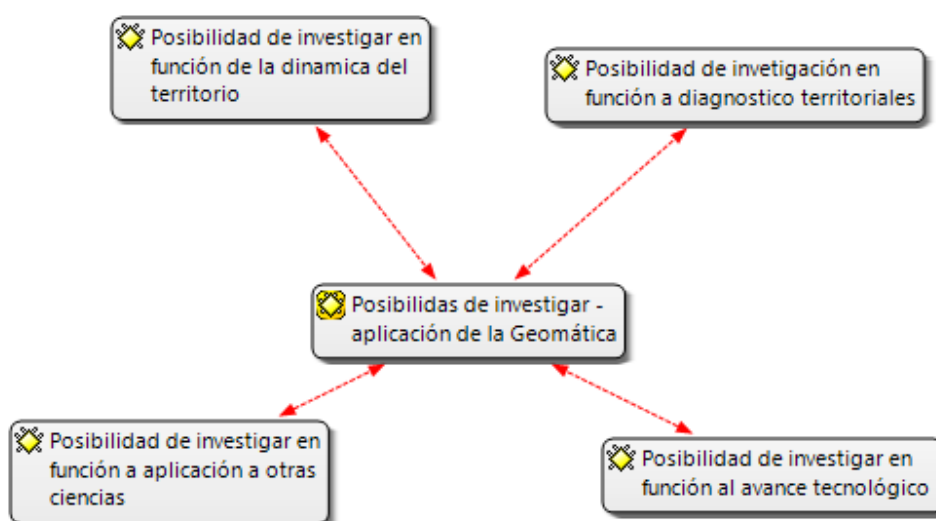 Posibilidad de investigar en
función de la dinamica del
territorio
Posibilidad de invetigación en
función a diagnostico territoriales
Posibilidas de investigar -
aplicación de la Geomática
Posibilidad de investigar en
función a aplicación a otras
ciencias
Posibilidad de investigar en
función al avance tecnológico